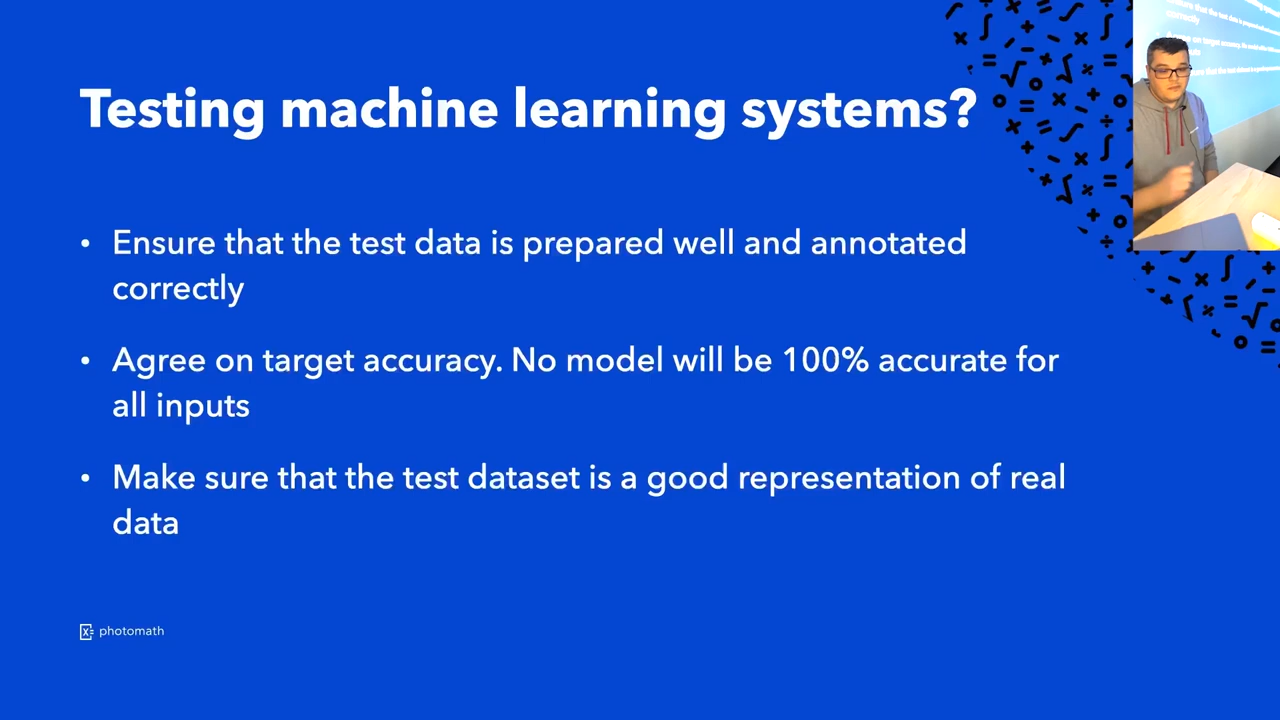 Testing machine learning systems?
• Ensure that the test data is prepared well and annotated
correctly
• Agree on target accuracy. No model will be 100% accurate for
all inputs
• Make sure that the test dataset is a good representation of real
data
photomath